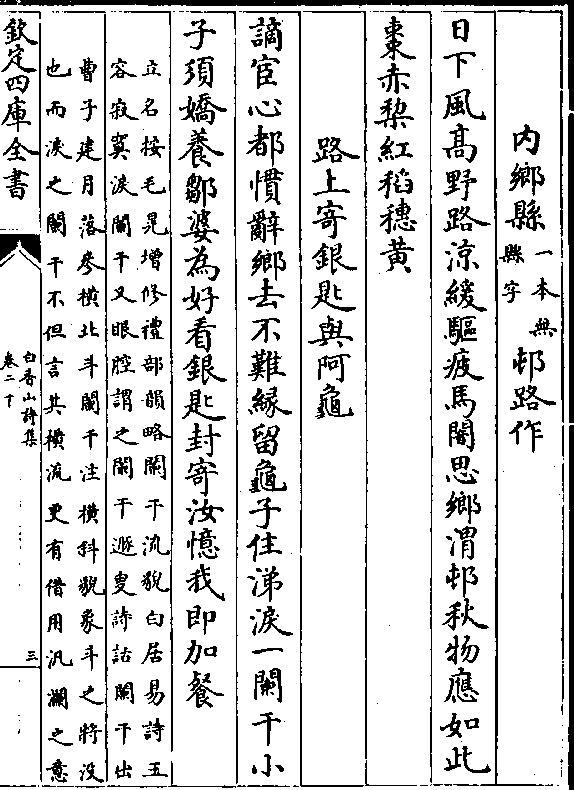 内鄉縣一本無縣字邨路作
日下風髙野路涼緩驅疲馬闇思鄉渭邨秋物應如此
棗赤棃紅稻穗黄
路上寄銀匙與阿龜
謫宦心都慣辭鄉去不難縁留龜子住涕淚一闌干小
子須嬌養鄒婆為好看銀匙封寄汝憶我即加餐
立名按毛晃增修禮部韻略闌干流貌白居易詩五
容寂寞淚闌干又眼腔謂之闌干遯叟詩話闌干出
曹子建月落參横北斗闌干注横斜貌象斗之將没
也而淚之闌干不但言其横流更有借用汎瀾之意
欽定四庫全書
白香山詩集
卷二下
三